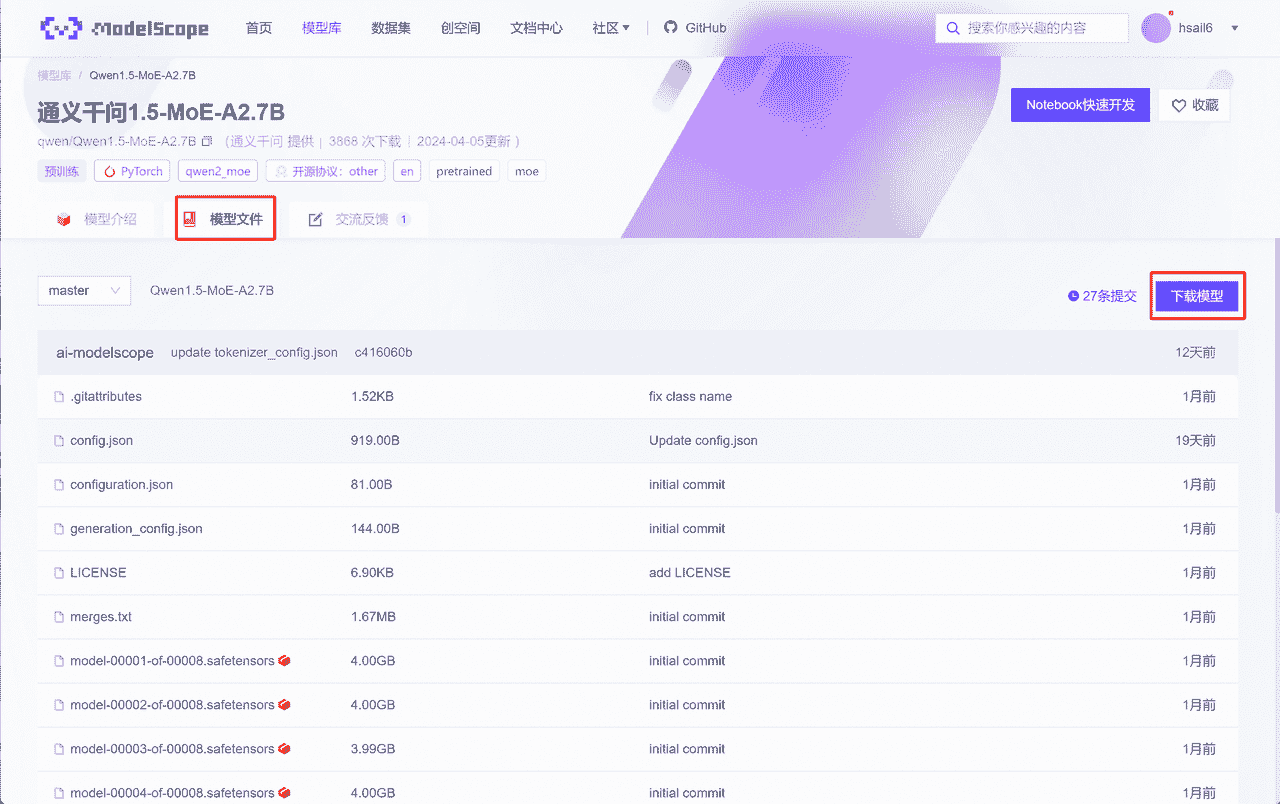 ModelScope 首页 模型库 数据集 创空间 文档中心 社区 GitHub 搜索你感兴趣的内容 hsail6
模型库 / Qwen1.5-MoE-A2.7B
通义千问1.5-MoE-A2.7B
Notebook快速开发 收藏
qwen/Qwen1.5-MoE-A2.7B (通义千问 提供 | 3868 次下载 | 2024-04-05更新 )
预训练 PyTorch qwen2_moe 开源协议: other en pretrained moe
模型介绍 模型文件 交流反馈 1
master Qwen1.5-MoE-A2.7B 27条提交 下载模型
ai-modelscope update tokenizer_config.json c416060b 12天前
.gitattributes 1.52KB fix class name 1月前
config.json 919.00B Update config.json 19天前
configuration.json 81.00B initial commit 1月前
generation_config.json 144.00B initial commit 1月前
LICENSE 6.90KB add LICENSE 1月前
merges.txt 1.67MB initial commit 1月前
model-00001-of-00008.safetensors 4.00GB initial commit 1月前
model-00002-of-00008.safetensors 4.00GB initial commit 1月前
model-00003-of-00008.safetensors 3.99GB initial commit 1月前
model-00004-of-00008.safetensors 4.00GB initial commit 1月前